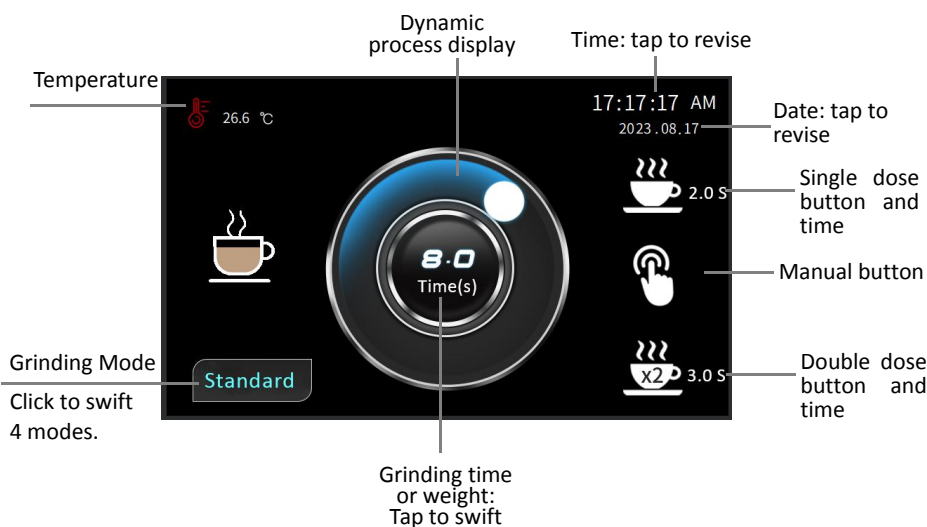 Dynamic
process display
Time: tap to revise
Temperature
26.6 ℃
17:17:17 AM
2023.08.17
Date: tap to
revise
2.0 S
Single dose
button and
time
8.0
Time(s)
Manual button
Grinding Mode
Click to swift
4 modes.
Standard
x2
3.0 S
Double dose
button and
time
Grinding time
or weight:
Tap to swift